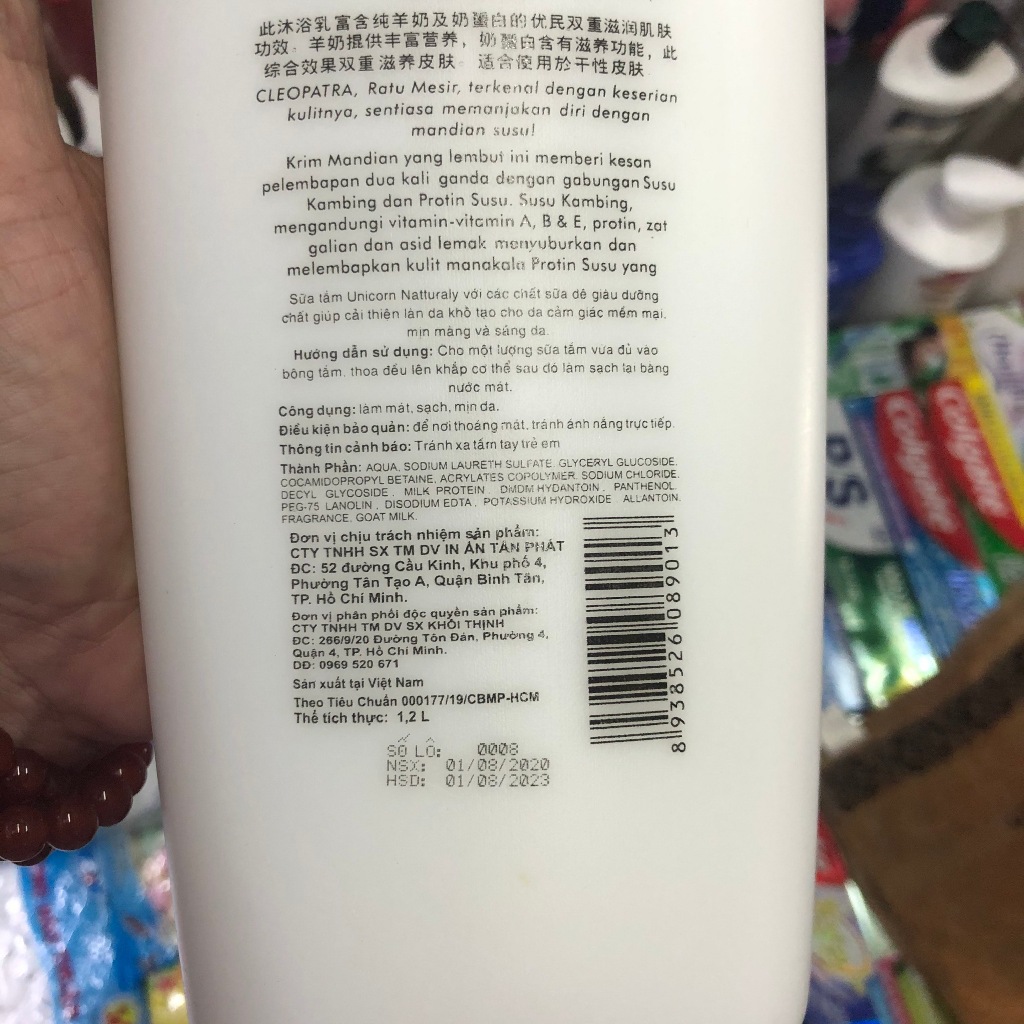 此沐浴乳富含纯羊奶及奶蛋白的优民双重滋润肌肤
功效。羊奶提供丰富营养，奶蛋白含有滋养功能，此
综合效果双重滋养皮肤。适合使用於干性皮肤
CLEOPATRA, Ratu Mesir, terkenal dengan keserian
kulitnya, sentiasa memanjakan diri dengan
mandian susu!
Krim Mandian yang lembut ini memberi kesan
pelembapan dua kali ganda dengan gabungan Susu
Kambing dan Protin Susu. Susu Kambing,
mengandungi vitamin-vitamin A, B & E, protin, zat
galian dan asid lemak menyuburkan dan
melembapkan kulit manakala Protin Susu yang
Sữa tắm Unicorn Natturaly với các chất sữa dê giàu dưỡng
chất giúp cải thiện làn da khô tạo cho da cảm giác mềm mại,
mịn màng và sáng da.
Hướng dẫn sử dụng: Cho một lượng sữa tắm vừa đủ vào
bông tắm, thoa đều lên khắp cơ thể sau đó làm sạch lại bằng
nước mát.
Công dụng: làm mát, sạch, mịn da.
Điều kiện bảo quản: để nơi thoáng mát, tránh ánh nắng trực tiếp.
Thông tin cảnh báo: Tránh xa tầm tay trẻ em
Thành Phần: AQUA, SODIUM LAURETH SULFATE, GLYCERYL GLUCOSIDE,
COCAMIDOPROPYL BETAINE, ACRYLATES COPOLYMER, SODIUM CHLORIDE,
DECYL GLYCOSIDE, MILK PROTEIN, DMDM HYDANTOIN, PANTHENOL,
PEG-75 LANOLIN, DISODIUM EDTA, POTASSIUM HYDROXIDE, ALLANTOIN,
FRAGRANCE, GOAT MILK.
Đơn vị chịu trách nhiệm sản phẩm:
CTY TNHH SX TM DV IN ẤN TÂN PHÁT
ĐC: 52 đường Cầu Kinh, Khu phố 4,
Phường Tân Tạo A, Quận Bình Tân,
TP. Hồ Chí Minh.
Đơn vị phân phối độc quyền sản phẩm:
CTY TNHH TM DV SX KHÔI THỊNH
ĐC: 266/9/20 Đường Tôn Đản, Phường 4,
Quận 4, TP. Hồ Chí Minh.
DĐ: 0969 520 671
Sản xuất tại Việt Nam
Theo Tiêu Chuẩn 000177/19/CBMP-HCM
Thể tích thực: 1,2 L
8 938526 089013
SỐ LÔ: 0008
NSX: 01/08/2020
HSD: 01/08/2023
Colgate
Colgate
P/S